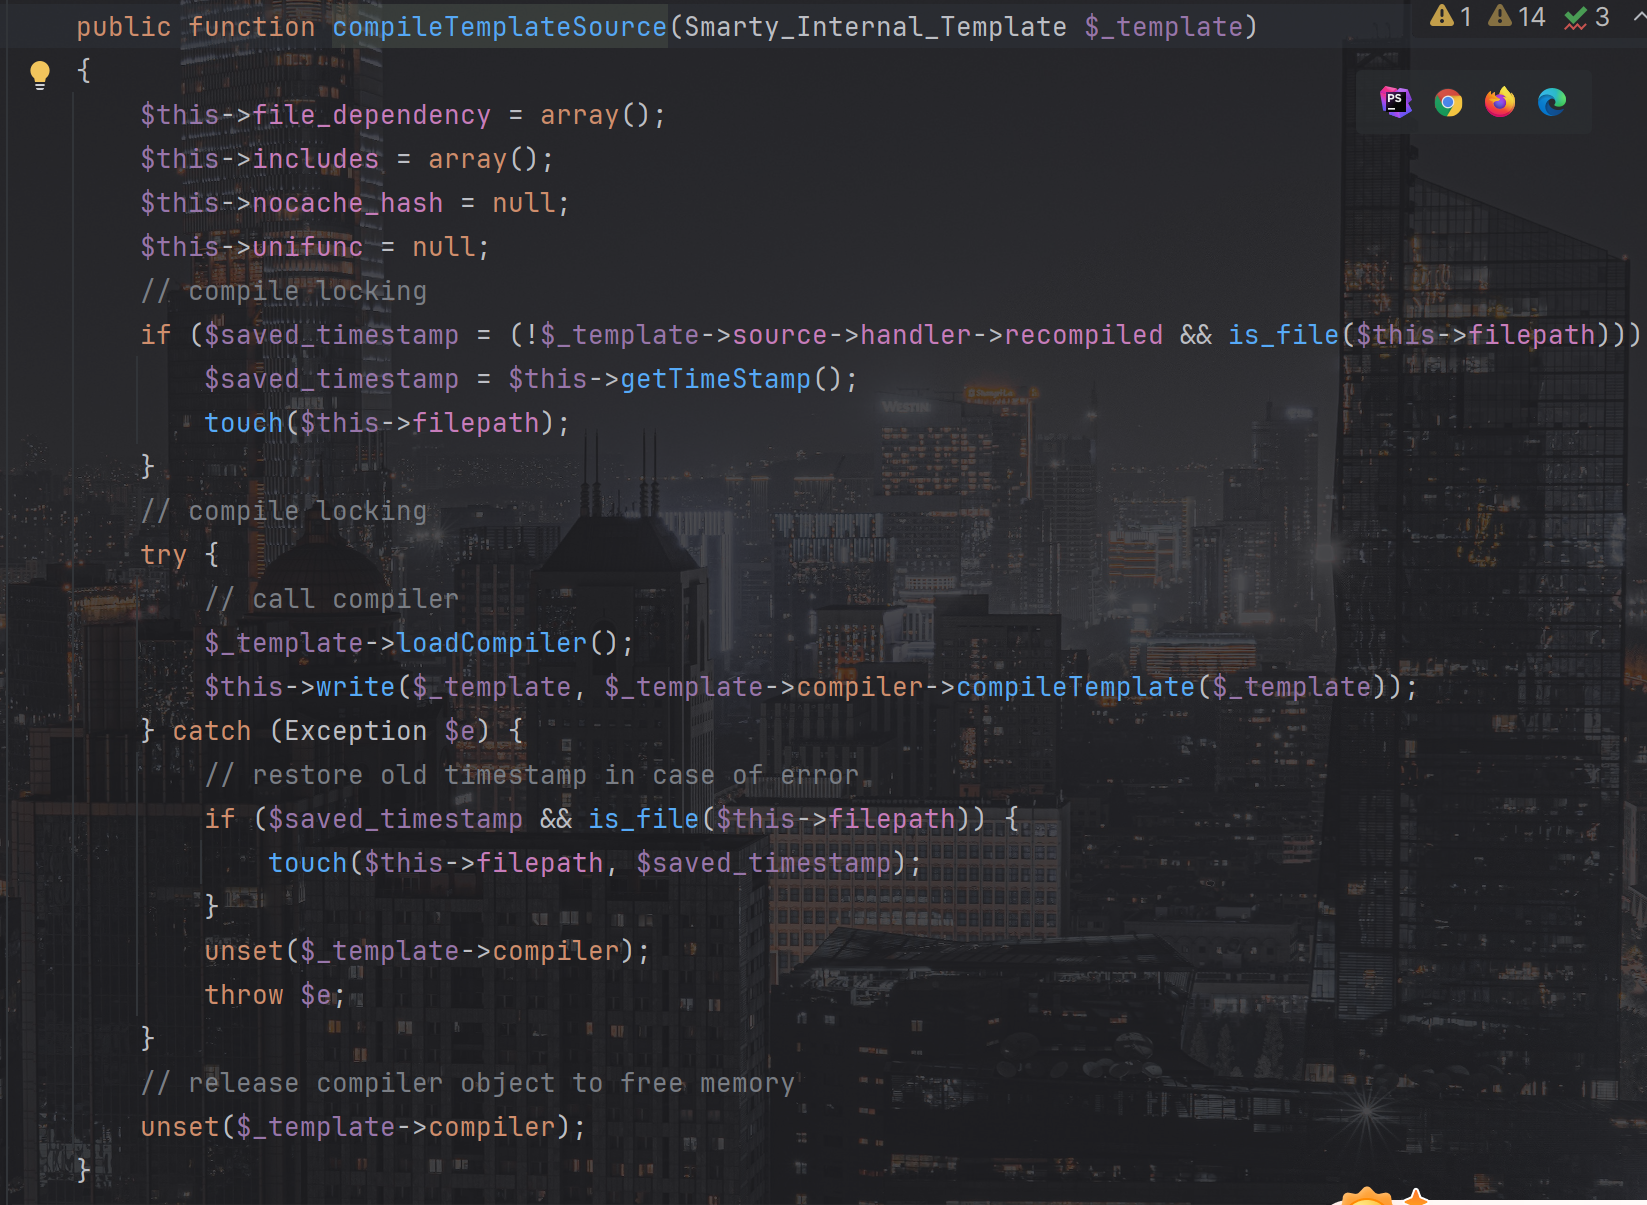 public function compileTemplateSource(Smarty_Internal_Template $_template)
1 14 3
{
PS
$this->file_dependency = array();
$this->includes = array();
$this->nocache_hash = null;
$this->unifunc = null;
// compile locking
if ($saved_timestamp = (!$_template->source->handler->recompiled && is_file($this->filepath)))
$saved_timestamp = $this->getTimeStamp();
touch($this->filepath);
}
// compile locking
try {
// call compiler
$_template->loadCompiler();
$this->write($_template, $_template->compiler->compileTemplate($_template));
} catch (Exception $e) {
// restore old timestamp in case of error
if ($saved_timestamp && is_file($this->filepath)) {
touch($this->filepath, $saved_timestamp);
}
unset($_template->compiler);
throw $e;
}
// release compiler object to free memory
unset($_template->compiler);
}
WESTIN